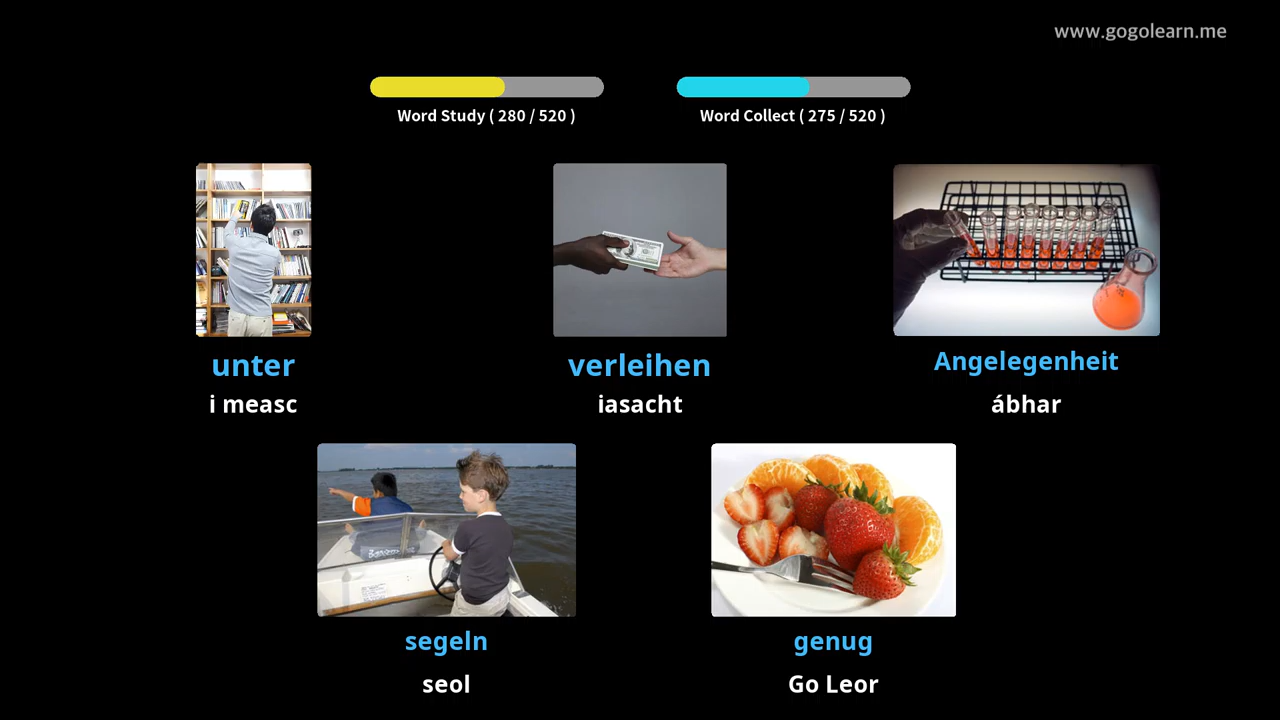 www.gogolearn.me
Word Study ( 280 / 520 )
Word Collect ( 275 / 520 )
unter
verleihen
Angelegenheit
i measc
iasacht
ábhar
segeln
genug
seol
Go Leor